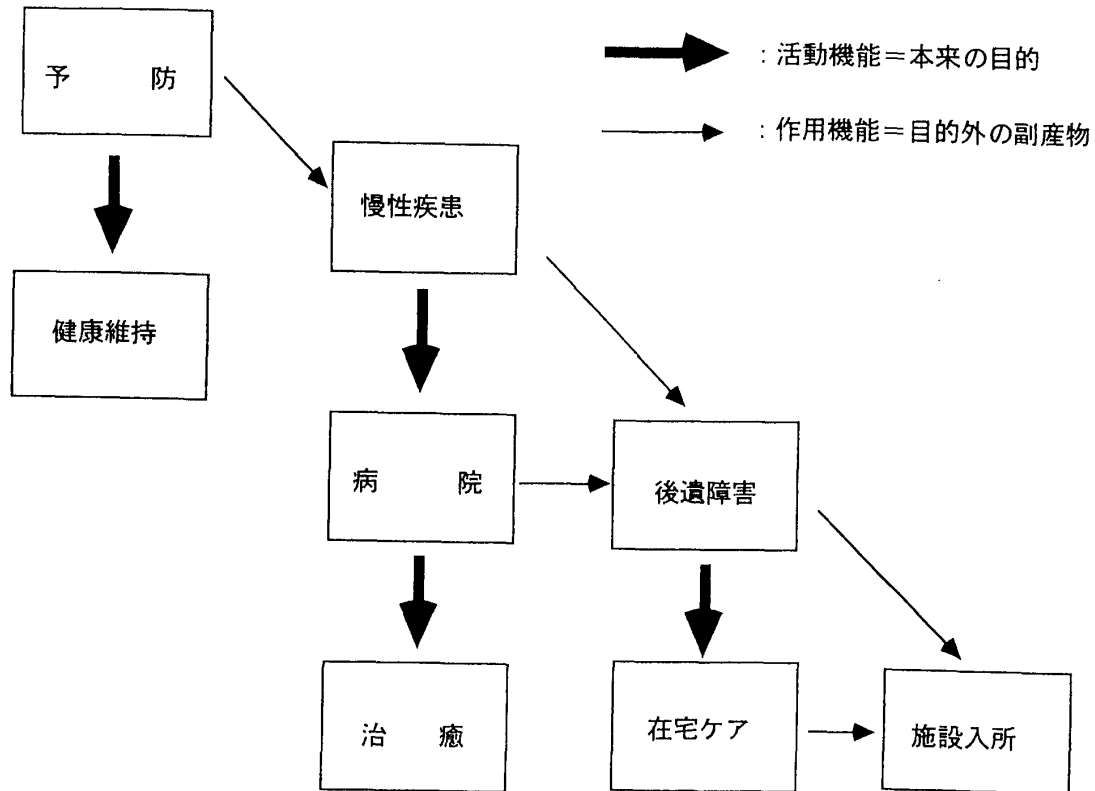 予防
：活動機能＝本来の目的
：作用機能＝目的外の副産物
慢性疾患
健康維持
病院
後遺障害
治癒
在宅ケア
施設入所